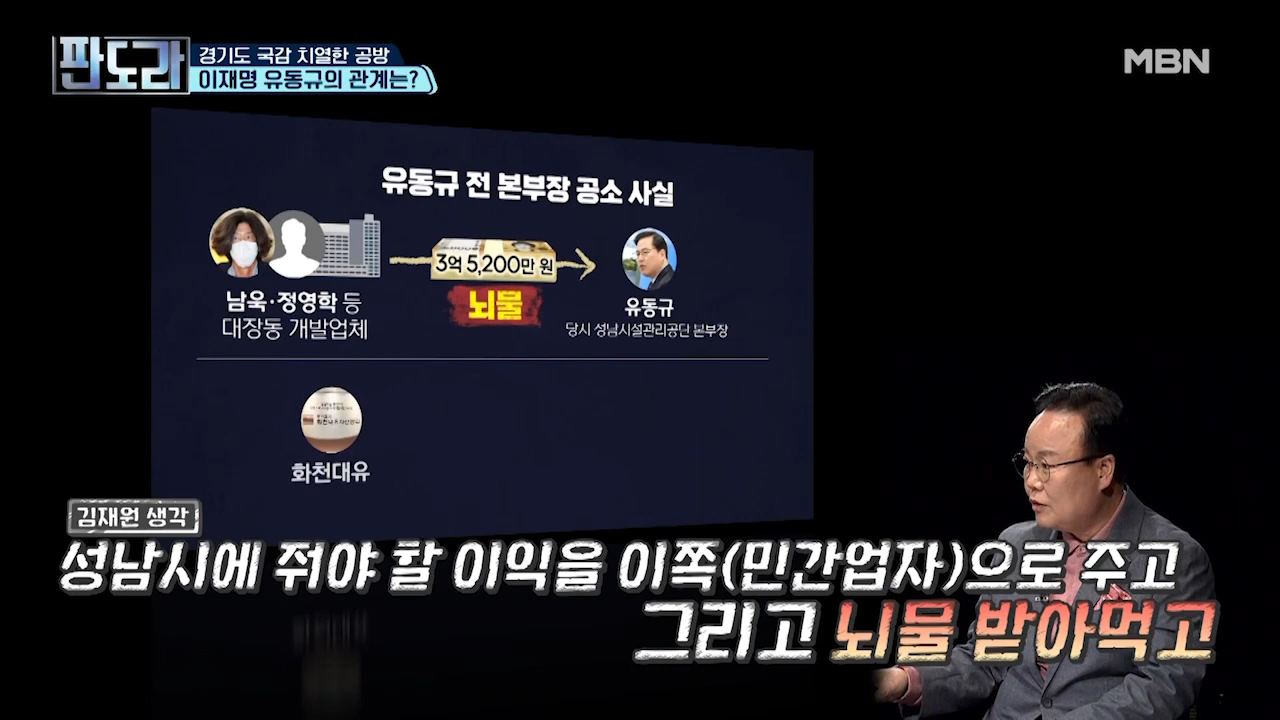 판도라
경기도 국감 치열한 공방
이재명 유동규의 관계는?
MBN
유동규 전 본부장 공소 사실
3억 5,200만 원
뇌물
남욱·정영학 등
대장동 개발업체
유동규
당시 성남시설관리공단 본부장
화천대유
김재원 생각
성남시에 줘야 할 이익을 이쪽(민간업자)으로 주고
그리고 뇌물 받아먹고